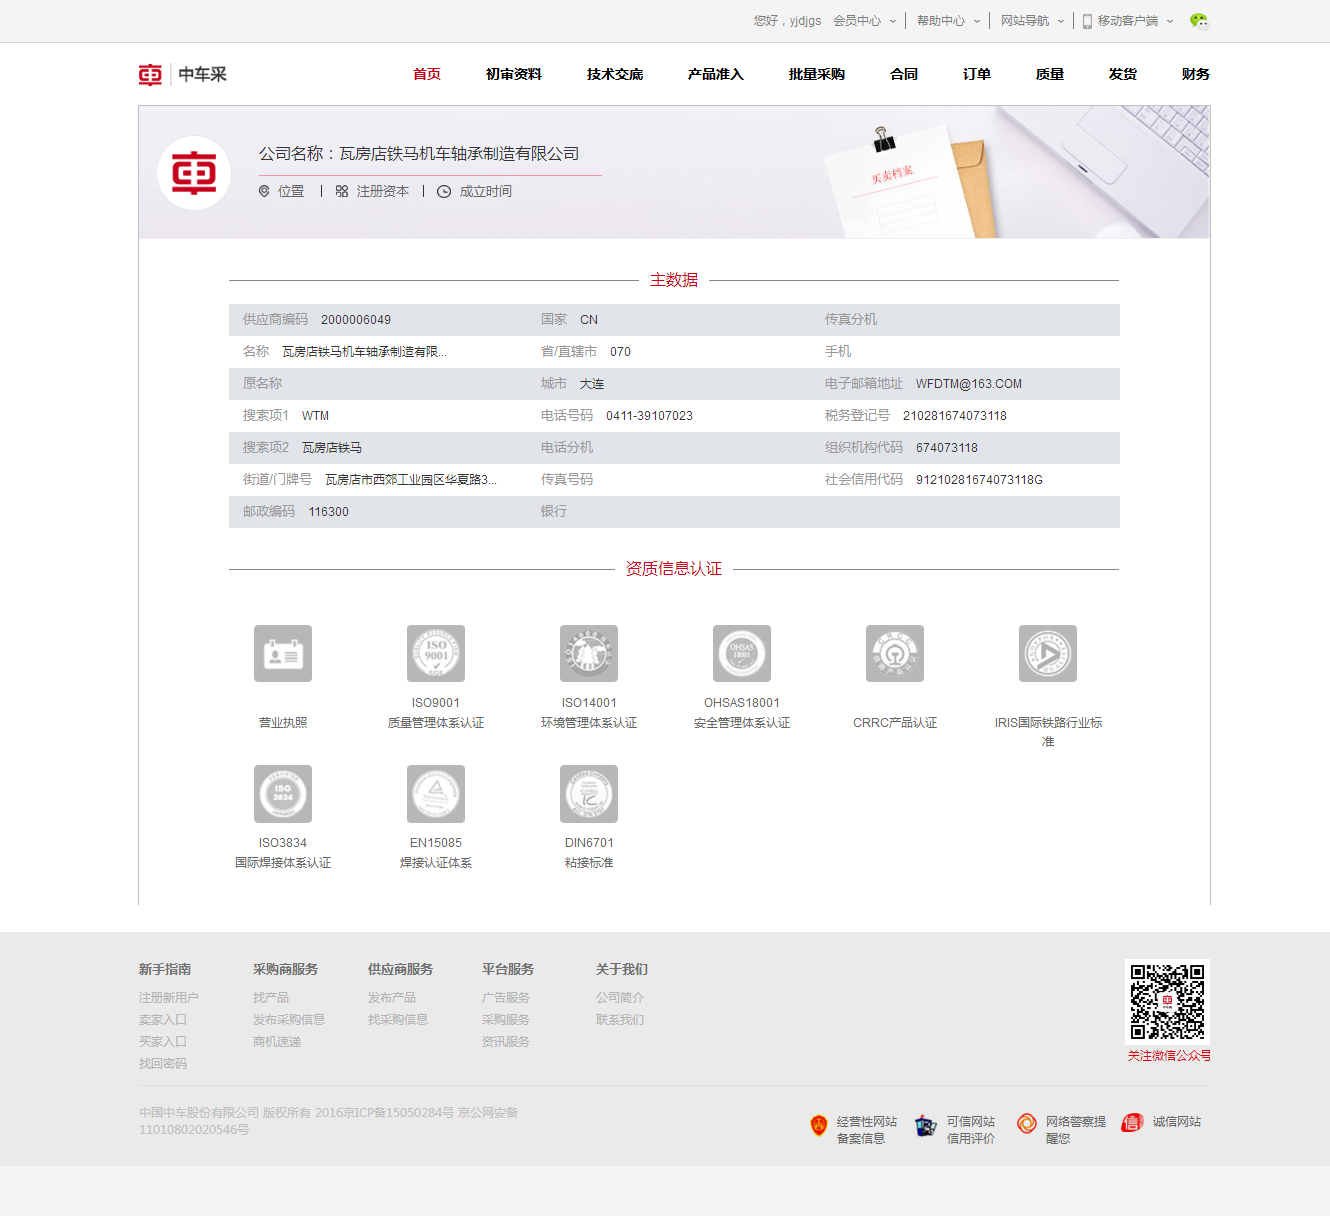 您好，yjdjgs 会员中心 帮助中心 网站导航 移动客户端
中车采 首页 初审资料 技术交底 产品准入 批量采购 合同 订单 质量 发货 财务
公司名称：瓦房店铁马机车轴承制造有限公司
位置 注册资本 成立时间
买卖档案
主数据
供应商编码 2000006049 国家 CN 传真分机
名称 瓦房店铁马机车轴承制造有限... 省/直辖市 070 手机
原名称 城市 大连 电子邮箱地址 WFDTM@163.COM
搜索项1 WTM 电话号码 0411-39107023 税务登记号 210281674073118
搜索项2 瓦房店铁马 电话分机 组织机构代码 674073118
街道/门牌号 瓦房店市西郊工业园区华夏路3... 传真号码 社会信用代码 91210281674073118G
邮政编码 116300 银行
资质信息认证
ISO 9001
OHSAS 18001
ISO9001 ISO14001 OHSAS18001
营业执照 质量管理体系认证 环境管理体系认证 安全管理体系认证 CRRC产品认证 IRIS国际铁路行业标
准
ISO 3834
ISO3834 EN15085 DIN6701
国际焊接体系认证 焊接认证体系 粘接标准
新手指南 采购商服务 供应商服务 平台服务 关于我们
注册新用户 找产品 发布产品 广告服务 公司简介
卖家入口 发布采购信息 找采购信息 采购服务 联系我们
买家入口 商机速递 资讯服务
找回密码
关注微信公众号
中国中车股份有限公司 版权所有 2016京ICP备15050284号 京公网安备
11010802020546号
经营性网站 可信网站 网络警察提 诚信网站
备案信息 信用评价 醒您